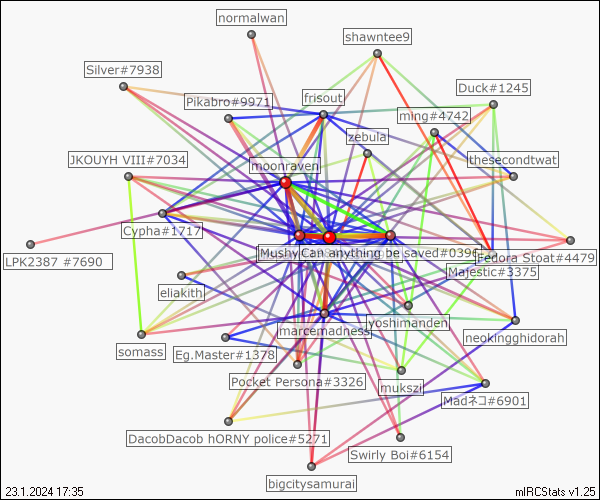 normalwan
shawntee9
Silver#7938
Duck#1245
Pikabro#9971
frisout
ming#4742
zebula
JKOUYH VIII#7034
moonraven
thesecondtwat
Cypha#1717
Mushy
Can anything be saved#0396
Fedora Stoat#4479
LPK2387 #7690
Majestic#3375
eliakith
yoshimanden
marcemadness
neokingghidorah
somass
Eg.Master#1378
Pocket Persona#3326
mukszi
Madネコ#6901
DacobDacob hORNY police#5271
Swirly Boi#6154
bigcitysamurai
23.1.2024 17:35
mIRCStats v1.25